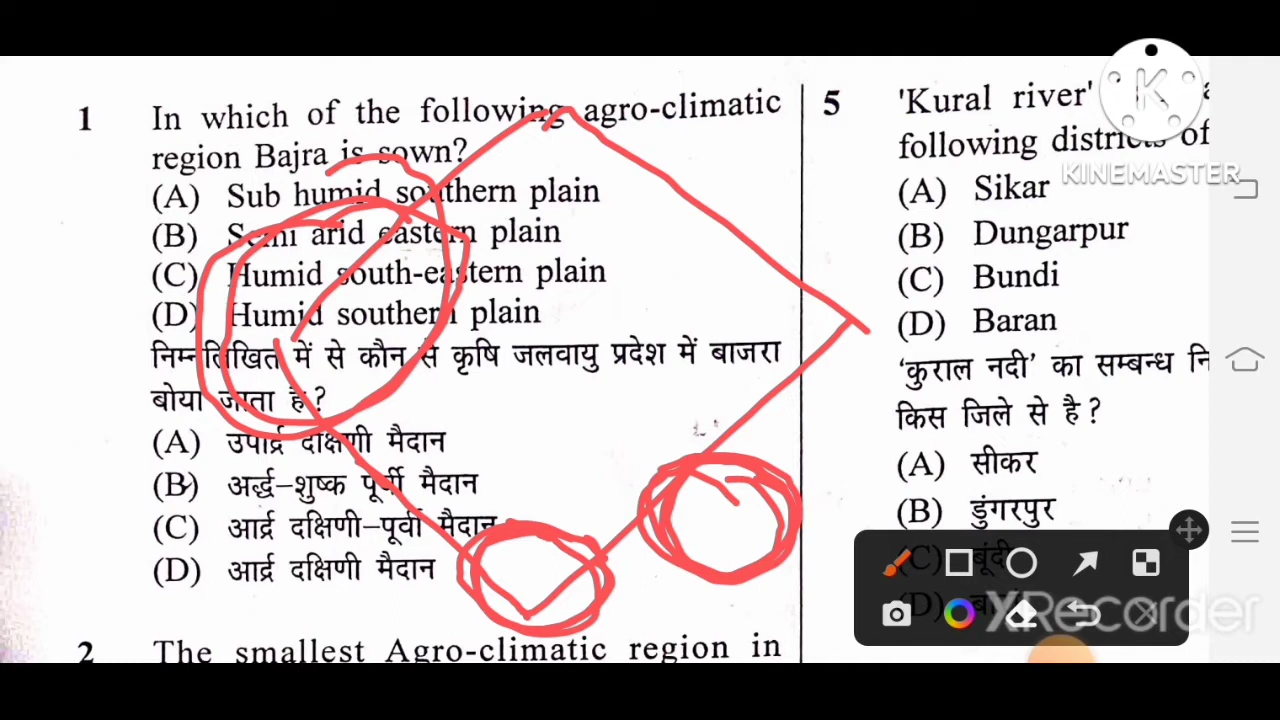 1 In which of the following agro-climatic
region Bajra is sown?
(A) Sub humid southern plain
(B) Semi arid eastern plain
(C) Humid south-eastern plain
(D) Humid southern plain
निम्नलिखित में से कौन से कृषि जलवायु प्रदेश में बाजरा
बोया जाता है?
(A) उपार्द्र दक्षिणी मैदान
(B) अर्द्ध-शुष्क पूर्वी मैदान
(C) आर्द्र दक्षिणी-पूर्वी मैदान
(D) आर्द्र दक्षिणी मैदान
2 The smallest Agro-climatic region in
5 'Kural river'
following districts of
(A) Sikar
(B) Dungarpur
(C) Bundi
(D) Baran
'कुराल नदी' का सम्बन्ध नि
किस जिले से है?
(A) सीकर
(B) डुंगरपुर
(C) बूंदी
(D)
K
KINEMASTER
XRecorder